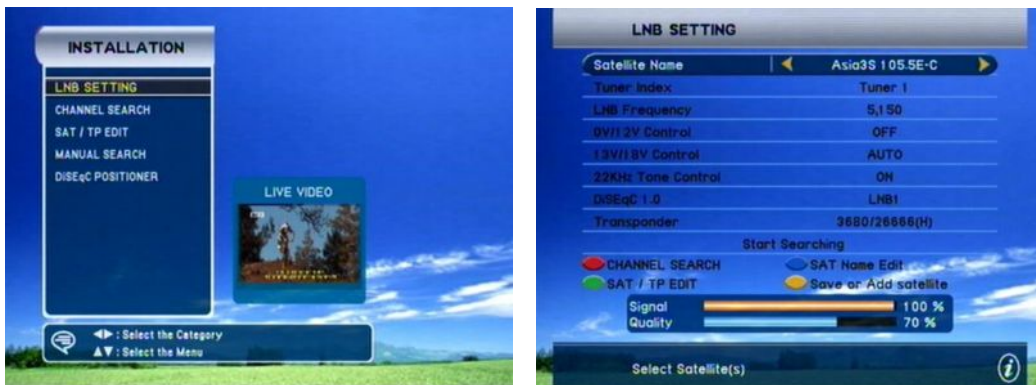 INSTALLATION
LNB SETTING
CHANNEL SEARCH
SAT / TP EDIT
MANUAL SEARCH
DiSEqC POSITIONER
LIVE VIDEO
◀▶ : Select the Category
▲▼ : Select the Menu
LNB SETTING
Satellite Name Asia3S 105.5E-C
Tuner Index Tuner 1
LNB Frequency 5,150
0V/12V Control OFF
13V/18V Control AUTO
22KHz Tone Control ON
DiSEqC 1.0 LNB1
Transponder 3680/26666(H)
Start Searching
CHANNEL SEARCH SAT Name Edit
SAT / TP EDIT Save or Add satellite
Signal 100 %
Quality 70 %
Select Satellite(s)
i